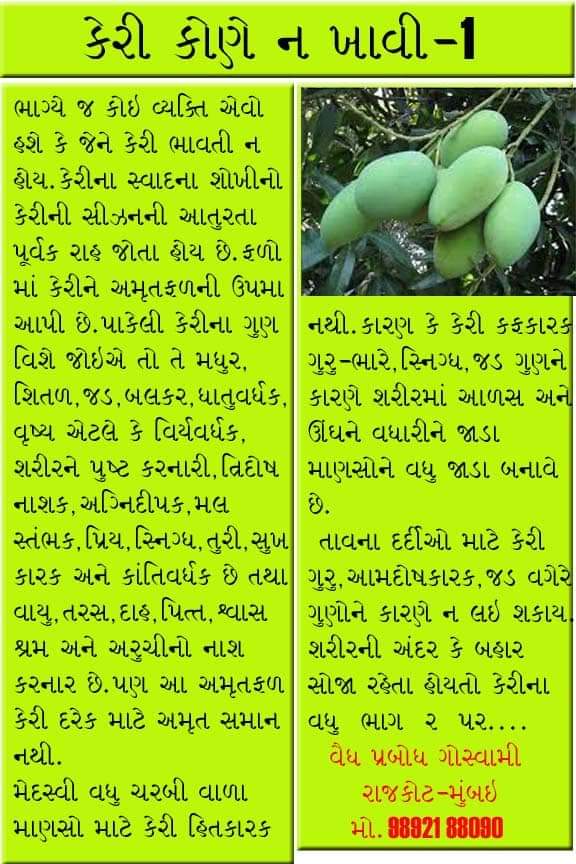 કેરી કોણે ન ખાવી-1
ભાગ્યે જ કોઇ વ્યક્તિ એવો
હશે કે જેને કેરી ભાવતી ન
હોય.કેરીના સ્વાદના શોખીનો
કેરીની સીઝનની આતુરતા
પૂર્વક રાહ જોતા હોય છે.ફળો
માં કેરીને અમૃતફળની ઉપમા
આપી છે.પાકેલી કેરીના ગુણ
વિશે જોઇએ તો તે મધુર,
શિતળ,જડ,બલકર,ધાતુવર્ધક,
વૃષ્ય એટલે કે વિર્યવર્ધક,
શરીરને પુષ્ટ કરનારી,ત્રિદોષ
નાશક,અગ્નિદીપક,મલ
સ્તંભક,પ્રિય,સ્નિગ્ધ,તુરી,સુખ
કારક અને કાંતિવર્ધક છે તથા
વાયુ,તરસ,દાહ,પિત્ત,શ્વાસ
શ્રમ અને અરુચીનો નાશ
કરનાર છે.પણ આ અમૃતફળ
કેરી દરેક માટે અમૃત સમાન
નથી.
મેદસ્વી વધુ ચરબી વાળા
માણસો માટે કેરી હિતકારક
નથી.કારણ કે કેરી કફકારક
ગુરુ-ભારે,સ્નિગ્ધ,જડ ગુણને
કારણે શરીરમાં આળસ અને
ઊંઘને વધારીને જાડા
માણસોને વધુ જાડા બનાવે
છે.
તાવના દર્દીઓ માટે કેરી
ગુરુ,આમદોષકારક,જડ વગેરે
ગુણોને કારણે ન લઇ શકાય.
શરીરની અંદર કે બહાર
સોજા રહેતા હોયતો કેરીના
વધુ ભાગ ૨ પર....
વૈધ પ્રબોધ ગોસ્વામી
રાજકોટ-મુંબઇ
મો. 98921 88090